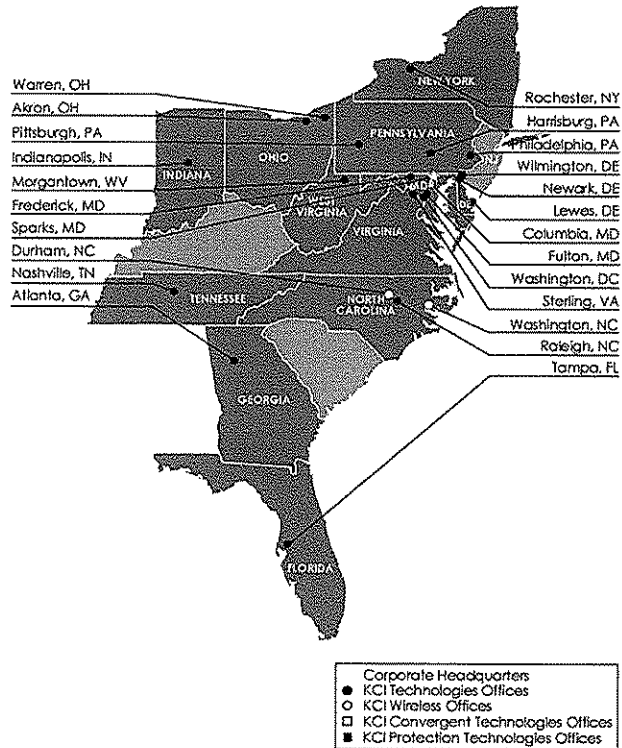 Warren, OH
Akron, OH
Pittsburgh, PA
Indianapolis, IN
Morgantown, WV
Frederick, MD
Sparks, MD
Durham, NC
Nashville, TN
Atlanta, GA
NEW YORK
PENNSYLVANIA
OHIO
INDIANA
WEST
VIRGINIA
VIRGINIA
TENNESSEE
NORTH
CAROLINA
GEORGIA
FLORIDA
Rochester, NY
Harrisburg, PA
Philadelphia, PA
Wilmington, DE
Newark, DE
Lewes, DE
Columbia, MD
Fulton, MD
Washington, DC
Sterling, VA
Washington, NC
Raleigh, NC
Tampa, FL
Corporate Headquarters
KCI Technologies Offices
KCI Wireless Offices
KCI Convergent Technologies Offices
KCI Protection Technologies Offices